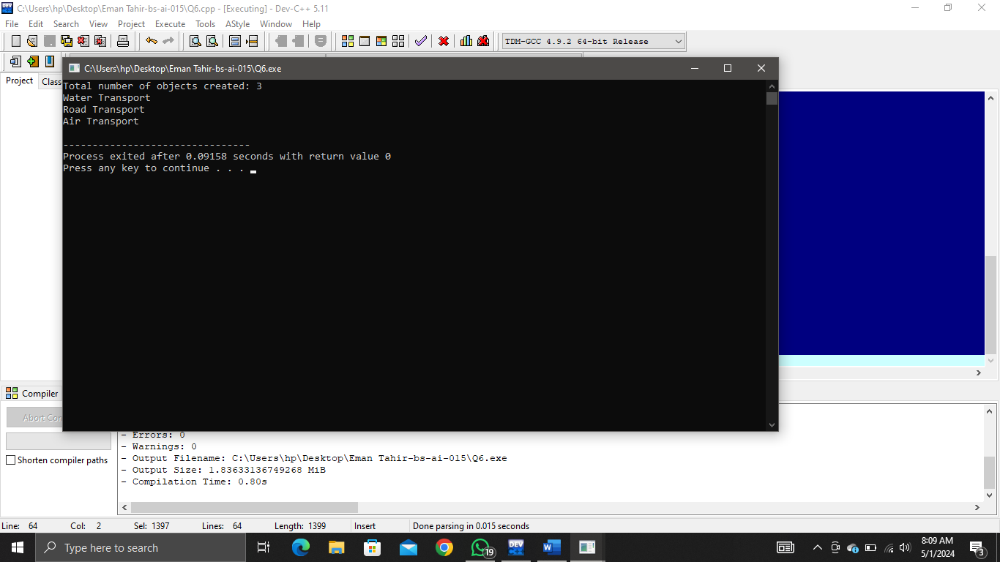 C:\Users\hp\Desktop\Eman Tahir-bs-ai-015\Q6.cpp - [Executing] - Dev-C++ 5.11
File Edit Search View Project Execute Tools AStyle Window Help
TDM-GCC 4.9.2 64-bit Release
C:\Users\hp\Desktop\Eman Tahir-bs-ai-015\Q6.exe
Project Class
Total number of objects created: 3
Water Transport
Road Transport
Air Transport
--------------------------------
Process exited after 0.09158 seconds with return value 0
Press any key to continue . . .
Compiler
Abort Con
Shorten compiler paths
- Errors: 0
- Warnings: 0
- Output Filename: C:\Users\hp\Desktop\Eman Tahir-bs-ai-015\Q6.exe
- Output Size: 1.83633136749268 MiB
- Compilation Time: 0.80s
Line: 64 Col: 2 Sel: 1397 Lines: 64 Length: 1399 Insert Done parsing in 0.015 seconds
Type here to search
19
DEV
8:09 AM
5/1/2024
3